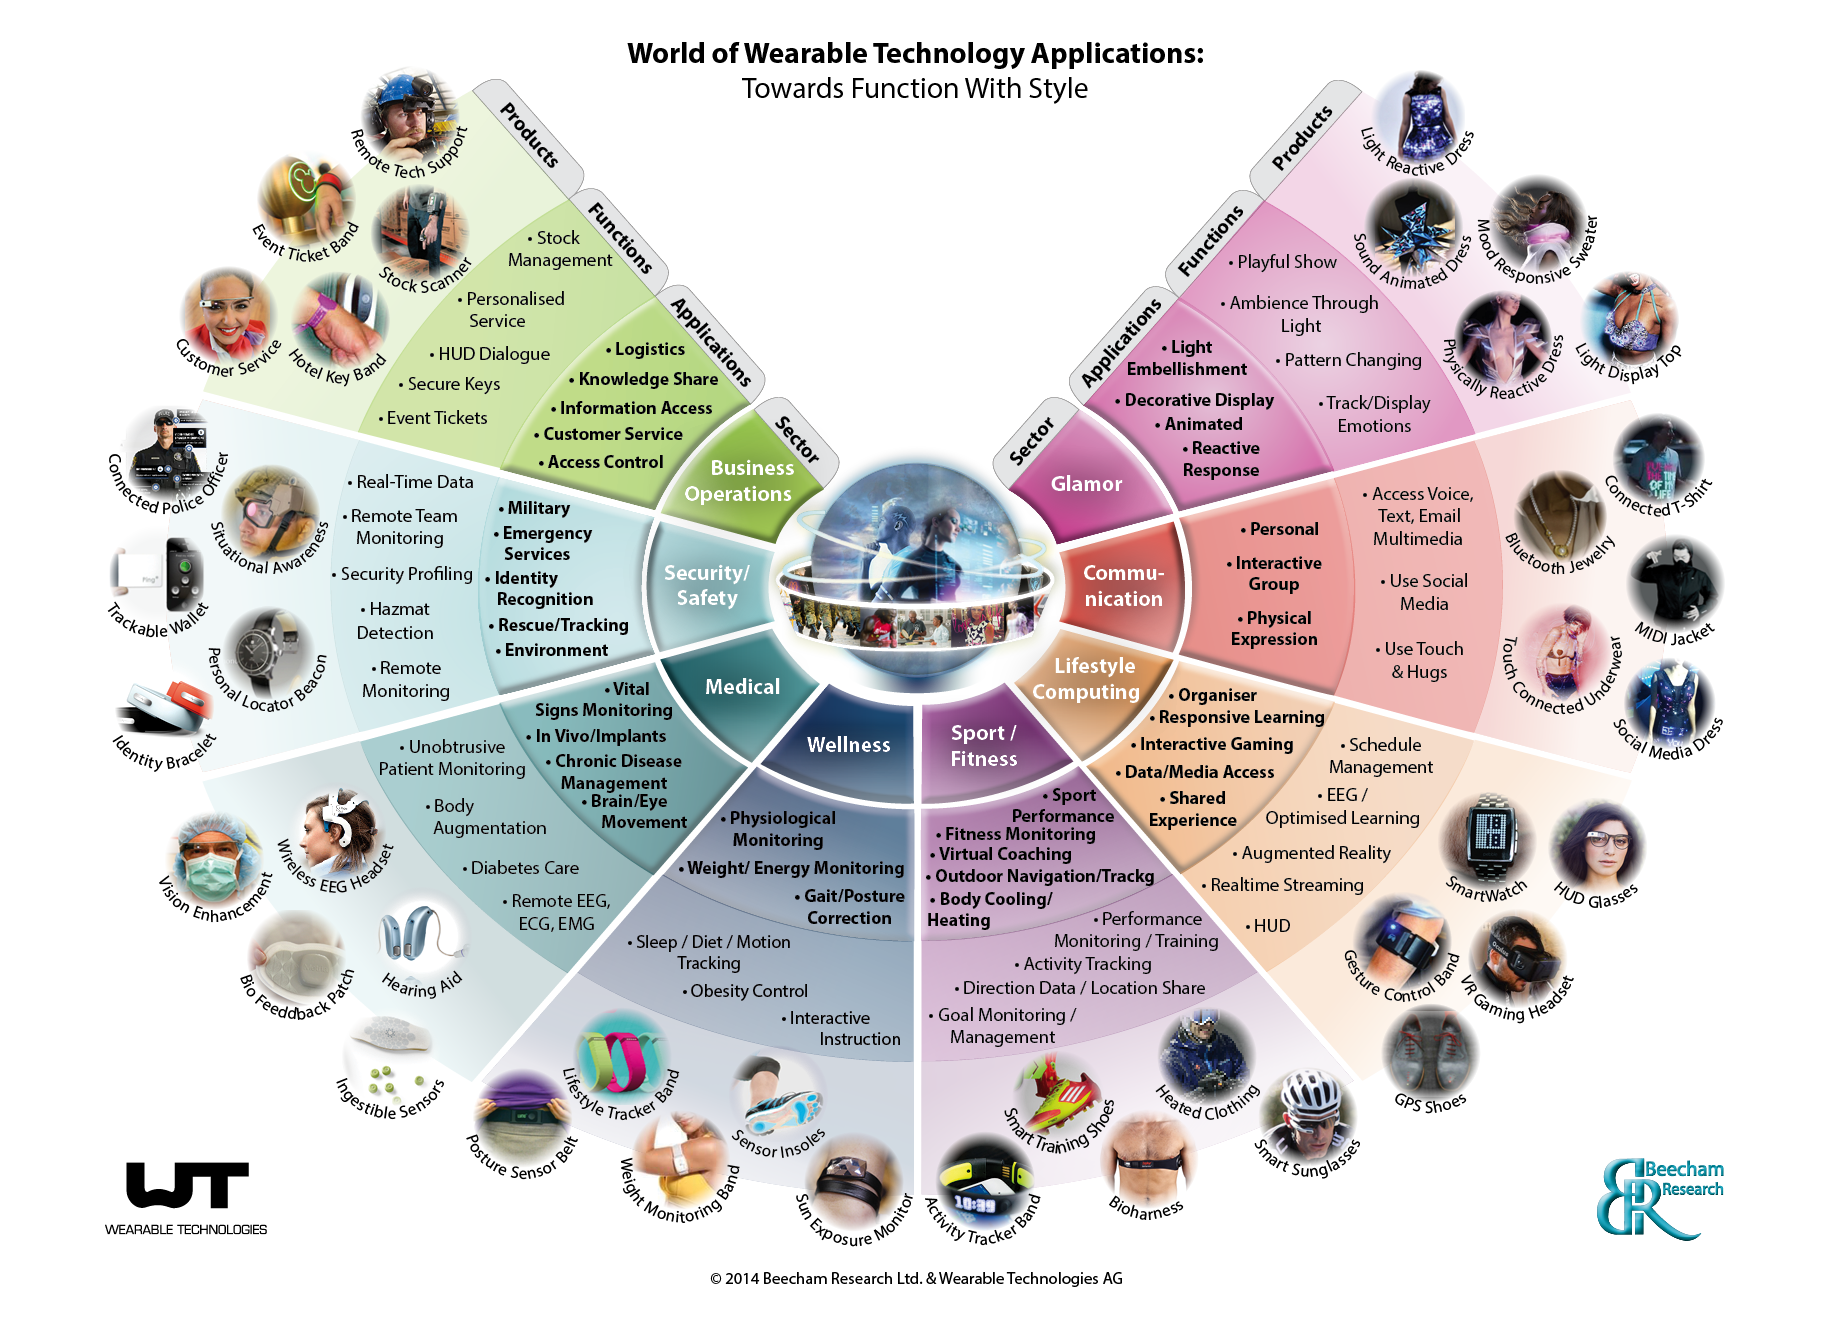 World of Wearable Technology Applications:
Towards Function With Style
Products
Functions
Applications
Sector
Business
Operations
• Logistics
• Knowledge Share
• Information Access
• Customer Service
• Access Control
• Stock
Management
• Personalised
Service
• HUD Dialogue
• Secure Keys
• Event Tickets
Remote Tech Support
Event Ticket Band
Stock Scanner
Customer Service
Hotel Key Band
Security/
Safety
• Military
• Emergency
Services
• Identity
Recognition
• Rescue/Tracking
• Environment
• Real-Time Data
• Remote Team
Monitoring
• Security Profiling
• Hazmat
Detection
• Remote
Monitoring
Connected Police Officer
Situational Awareness
Trackable Wallet
Personal Locator Beacon
Identity Bracelet
Medical
• Vital
Signs Monitoring
• In Vivo/Implants
• Chronic Disease
Management
• Brain/Eye
Movement
• Unobtrusive
Patient Monitoring
• Body
Augmentation
• Diabetes Care
• Remote EEG,
ECG, EMG
Wireless EEG Headset
Vision Enhancement
Hearing Aid
Bio Feeddback Patch
Ingestible Sensors
Wellness
• Physiological
Monitoring
• Weight/ Energy Monitoring
• Gait/Posture
Correction
• Sleep / Diet / Motion
Tracking
• Obesity Control
• Interactive
Instruction
Lifestyle Tracker Band
Posture Sensor Belt
Sensor Insoles
Weight Monitoring Band
Sun Exposure Monitor
Sport /
Fitness
• Sport
Performance
• Fitness Monitoring
• Virtual Coaching
• Outdoor Navigation/Trackg
• Body Cooling/
Heating
• Performance
Monitoring / Training
• Activity Tracking
• Direction Data / Location Share
• Goal Monitoring /
Management
Smart Training Shoes
Heated Clothing
Activity Tracker Band
10:39
Bioharness
Smart Sunglasses
Lifestyle
Computing
• Organiser
• Responsive Learning
• Interactive Gaming
• Data/Media Access
• Shared
Experience
• Schedule
Management
• EEG /
Optimised Learning
• Augmented Reality
• Realtime Streaming
• HUD
SmartWatch
HUD Glasses
Gesture Control Band
VR Gaming Headset
GPS Shoes
Commu-
nication
• Personal
• Interactive
Group
• Physical
Expression
• Access Voice,
Text, Email
Multimedia
• Use Social
Media
• Use Touch
& Hugs
Connected T-Shirt
Bluetooth Jewelry
MIDI Jacket
Touch Connected Underwear
Social Media Dress
Glamor
• Light
Embellishment
• Decorative Display
• Animated
• Reactive
Response
• Playful Show
• Ambience Through
Light
• Pattern Changing
• Track/Display
Emotions
Light Reactive Dress
Sound Animated Dress
Mood Responsive Sweater
Physically Reactive Dress
Light Display Top
Products
Functions
Applications
Sector
WT
WEARABLE TECHNOLOGIES
BR
Beecham
Research
© 2014 Beecham Research Ltd. & Wearable Technologies AG